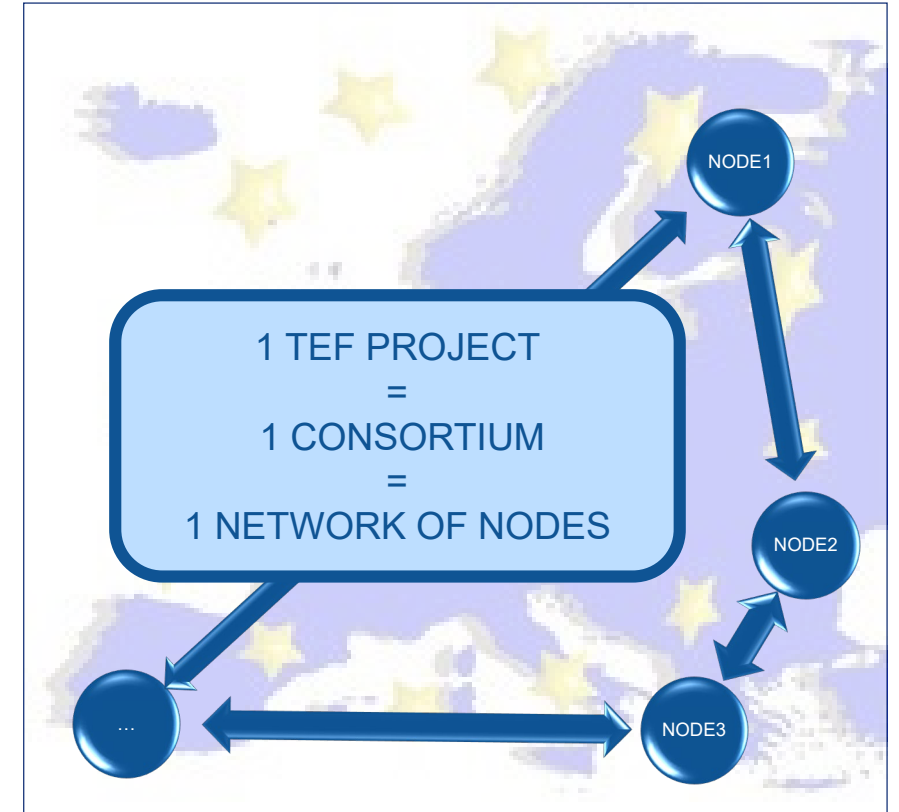 NODE1
1 TEF PROJECT
=
1 CONSORTIUM
=
1 NETWORK OF NODES
NODE2
...
NODE3